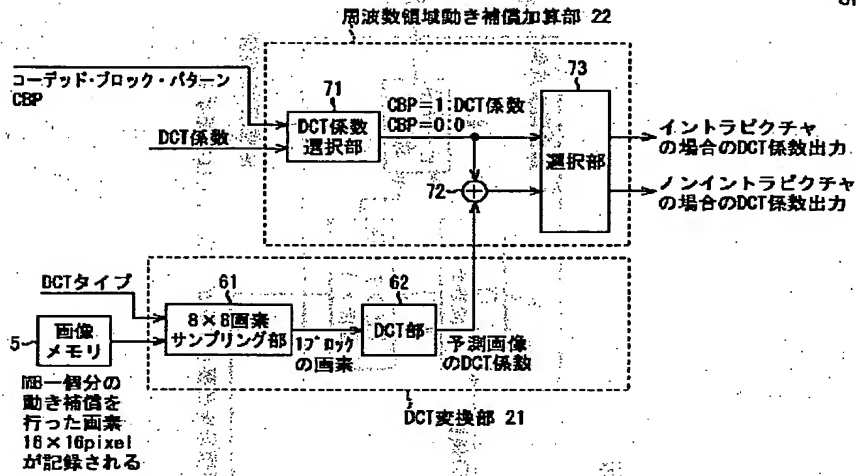 周波数領域動き補償加算部 22
コーデッド・ブロック・パターン
CBP
DCT係数
71
DCT係数
選択部
CBP=1:DCT係数
CBP=0:0
72
73
選択部
イントラピクチャ
の場合のDCT係数出力
ノンイントラピクチャ
の場合のDCT係数出力
DCTタイプ
5
画像
メモリ
MB一個分の
動き補償を
行った画素
16×16pixel
が記録される
61
8×8画素
サンプリング部
1ブロック
の画素
62
DCT部
予測画像
のDCT係数
DCT変換部 21